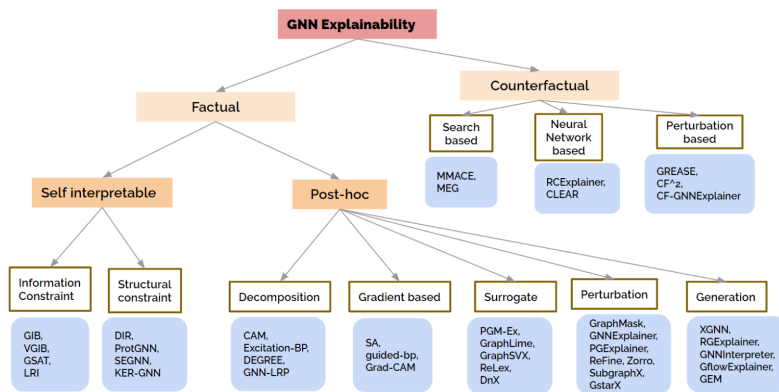 GNN Explainability
Factual
Counterfactual
Search
based
Neural
Network
based
Perturbation
based
MMACE,
MEG
RCExplainer,
CLEAR
GREASE,
CF^2,
CF-GNNExplainer
Self interpretable
Post-hoc
Information
Constraint
Structural
constraint
Decomposition
Gradient based
Surrogate
Perturbation
Generation
GIB,
VGIB,
GSAT,
LRI
DIR,
ProtGNN,
SEGNN,
KER-GNN
CAM,
Excitation-BP,
DEGREE,
GNN-LRP
SA,
guided-bp,
Grad-CAM
PGM-Ex,
GraphLime,
GraphSVX,
ReLex,
DnX
GraphMask,
GNNExplainer,
PGExplainer,
ReFine, Zorro,
SubgraphX,
GstarX
XGNN,
RGExplainer,
GNNInterpreter,
GflowExplainer,
GEM